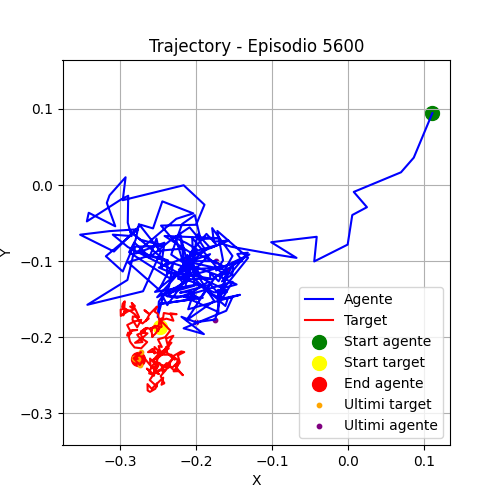 Trajectory - Episodio 5600
Y
0.1
0.0
−0.1
−0.2
−0.3
−0.3
−0.2
−0.1
0.0
0.1
X
Agente
Target
Start agente
Start target
End agente
Ultimi target
Ultimi agente